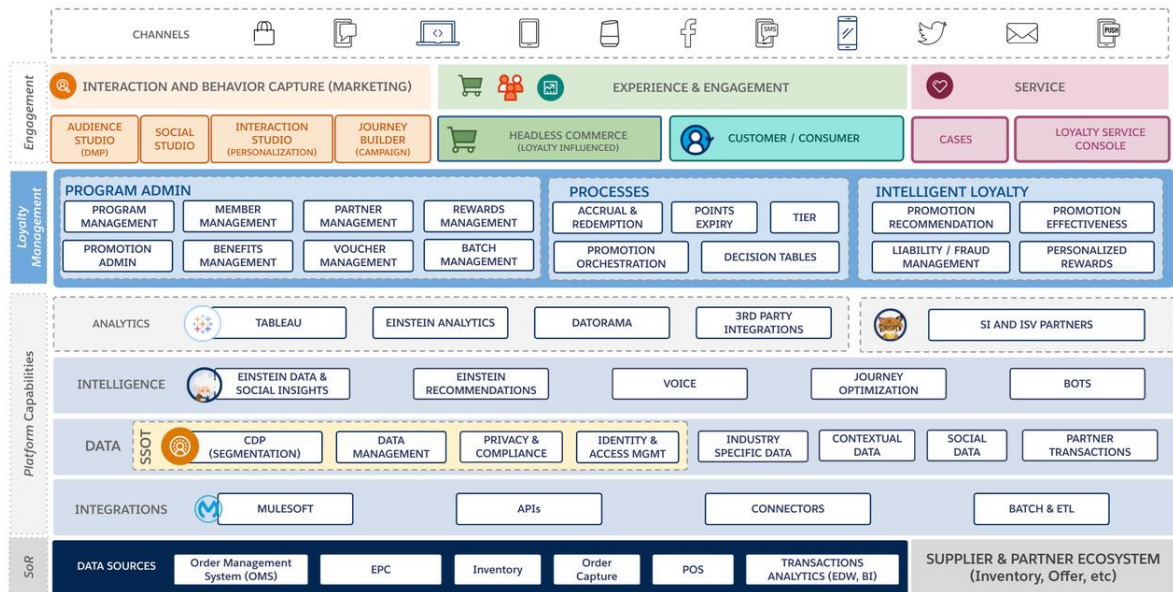 CHANNELS
SMS
PUSH
Engagement
INTERACTION AND BEHAVIOR CAPTURE (MARKETING)
EXPERIENCE & ENGAGEMENT
SERVICE
AUDIENCE
STUDIO
(DMP)
SOCIAL
STUDIO
INTERACTION
STUDIO
(PERSONALIZATION)
JOURNEY
BUILDER
(CAMPAIGN)
HEADLESS COMMERCE
(LOYALTY INFLUENCED)
CUSTOMER / CONSUMER
CASES
LOYALTY SERVICE
CONSOLE
Loyalty
Management
PROGRAM ADMIN
PROGRAM
MANAGEMENT
MEMBER
MANAGEMENT
PARTNER
MANAGEMENT
REWARDS
MANAGEMENT
PROMOTION
ADMIN
BENEFITS
MANAGEMENT
VOUCHER
MANAGEMENT
BATCH
MANAGEMENT
PROCESSES
ACCRUAL &
REDEMPTION
POINTS
EXPIRY
TIER
PROMOTION
ORCHESTRATION
DECISION TABLES
INTELLIGENT LOYALTY
PROMOTION
RECOMMENDATION
PROMOTION
EFFECTIVENESS
LIABILITY / FRAUD
MANAGEMENT
PERSONALIZED
REWARDS
Platform Capabilities
ANALYTICS
TABLEAU
EINSTEIN ANALYTICS
DATORAMA
3RD PARTY
INTEGRATIONS
SI AND ISV PARTNERS
INTELLIGENCE
EINSTEIN DATA &
SOCIAL INSIGHTS
EINSTEIN
RECOMMENDATIONS
VOICE
JOURNEY
OPTIMIZATION
BOTS
DATA
SSOT
CDP
(SEGMENTATION)
DATA
MANAGEMENT
PRIVACY &
COMPLIANCE
IDENTITY &
ACCESS MGMT
INDUSTRY
SPECIFIC DATA
CONTEXTUAL
DATA
SOCIAL
DATA
PARTNER
TRANSACTIONS
INTEGRATIONS
MULESOFT
APIs
CONNECTORS
BATCH & ETL
SoR
DATA SOURCES
Order Management
System (OMS)
EPC
Inventory
Order
Capture
POS
TRANSACTIONS
ANALYTICS (EDW, BI)
SUPPLIER & PARTNER ECOSYSTEM
(Inventory, Offer, etc)